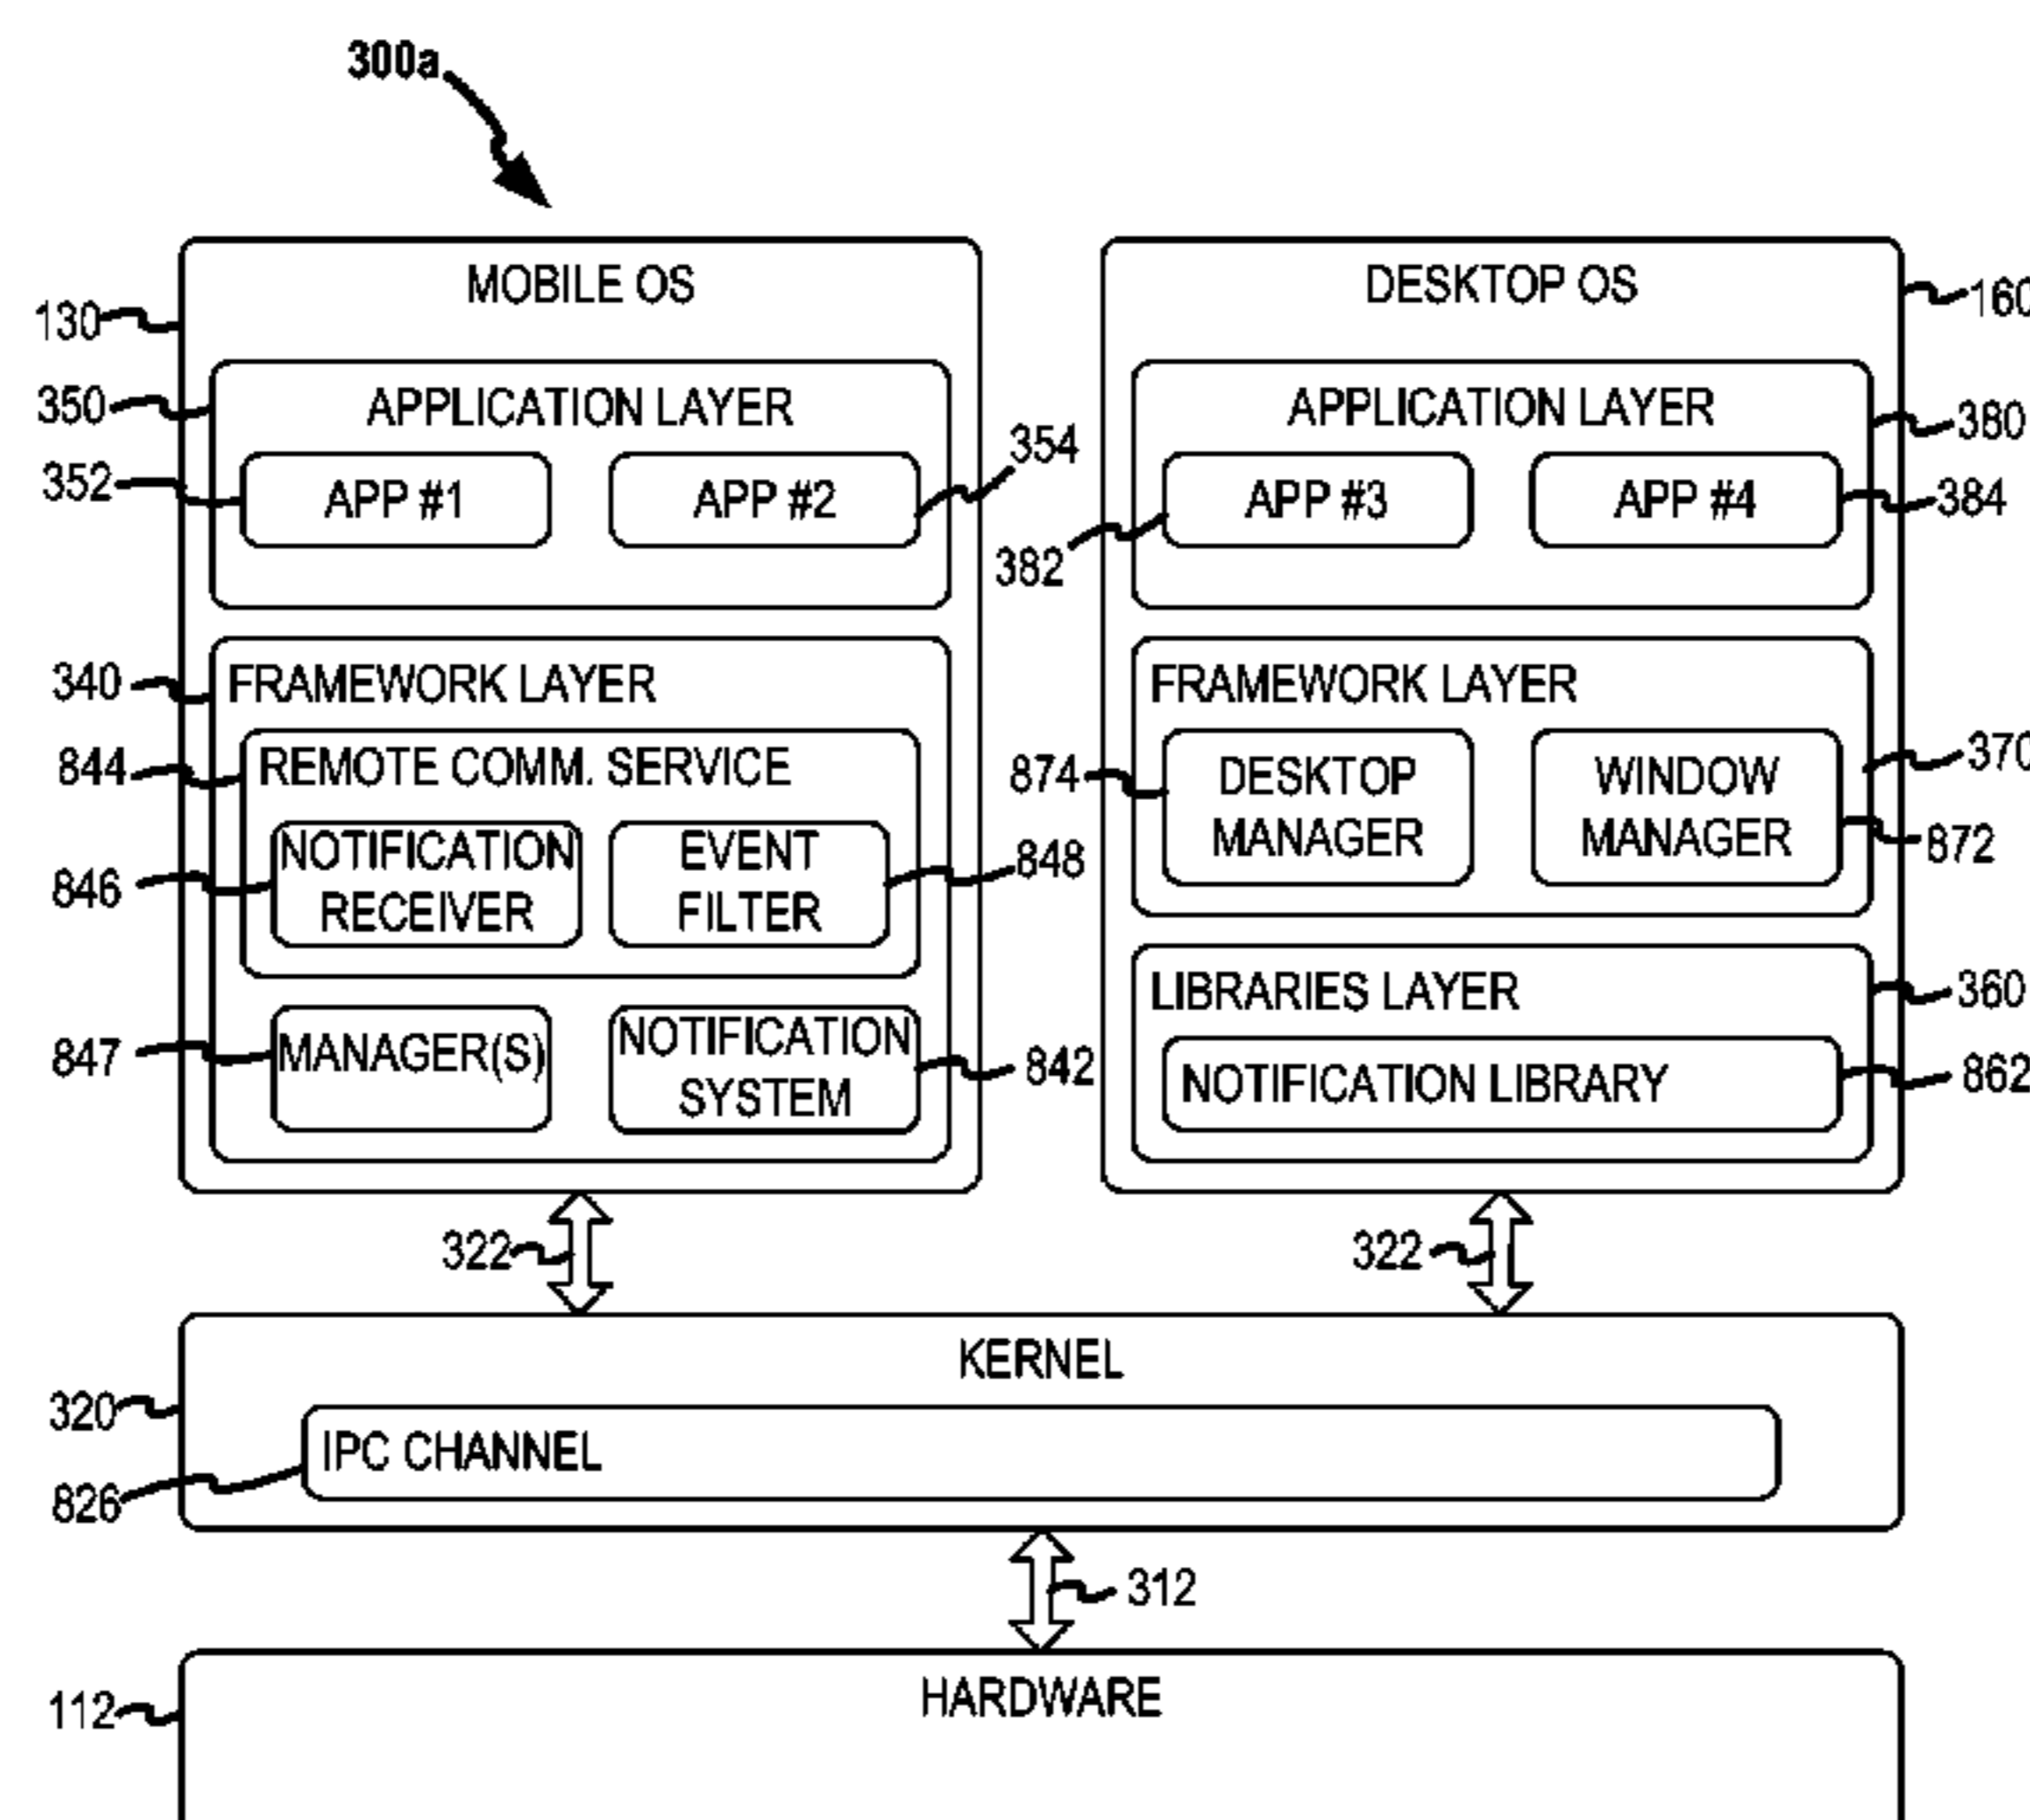 300a
MOBILE OS
DESKTOP OS
130
160
350
APPLICATION LAYER
APPLICATION LAYER
380
352
APP #1
APP #2
354
382
APP #3
APP #4
384
340
FRAMEWORK LAYER
FRAMEWORK LAYER
370
844
REMOTE COMM. SERVICE
874
DESKTOP
MANAGER
WINDOW
MANAGER
872
846
NOTIFICATION
RECEIVER
EVENT
FILTER
848
LIBRARIES LAYER
360
847
MANAGER(S)
NOTIFICATION
SYSTEM
842
NOTIFICATION LIBRARY
862
322
322
KERNEL
320
IPC CHANNEL
826
312
HARDWARE
112